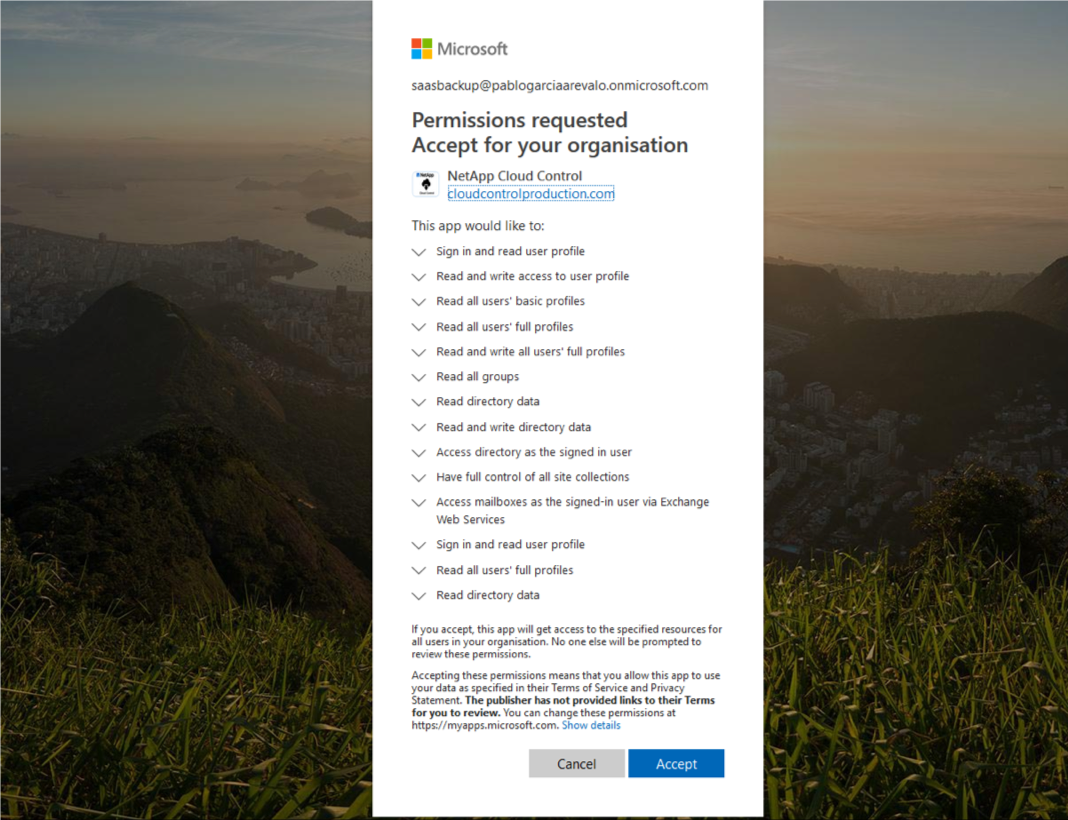 Microsoft
saasbackup@pablogarciaarevalo.onmicrosoft.com
Permissions requested
Accept for your organisation
NetApp
NetApp Cloud Control
cloudcontrolproduction.com
This app would like to:
Sign in and read user profile
Read and write access to user profile
Read all users' basic profiles
Read all users' full profiles
Read and write all users' full profiles
Read all groups
Read directory data
Read and write directory data
Access directory as the signed in user
Have full control of all site collections
Access mailboxes as the signed-in user via Exchange
Web Services
Sign in and read user profile
Read all users' full profiles
Read directory data
If you accept, this app will get access to the specified resources for
all users in your organisation. No one else will be prompted to
review these permissions.
Accepting these permissions means that you allow this app to use
your data as specified in their Terms of Service and Privacy
Statement. The publisher has not provided links to their Terms
for you to review. You can change these permissions at
https://myapps.microsoft.com. Show details
Cancel
Accept